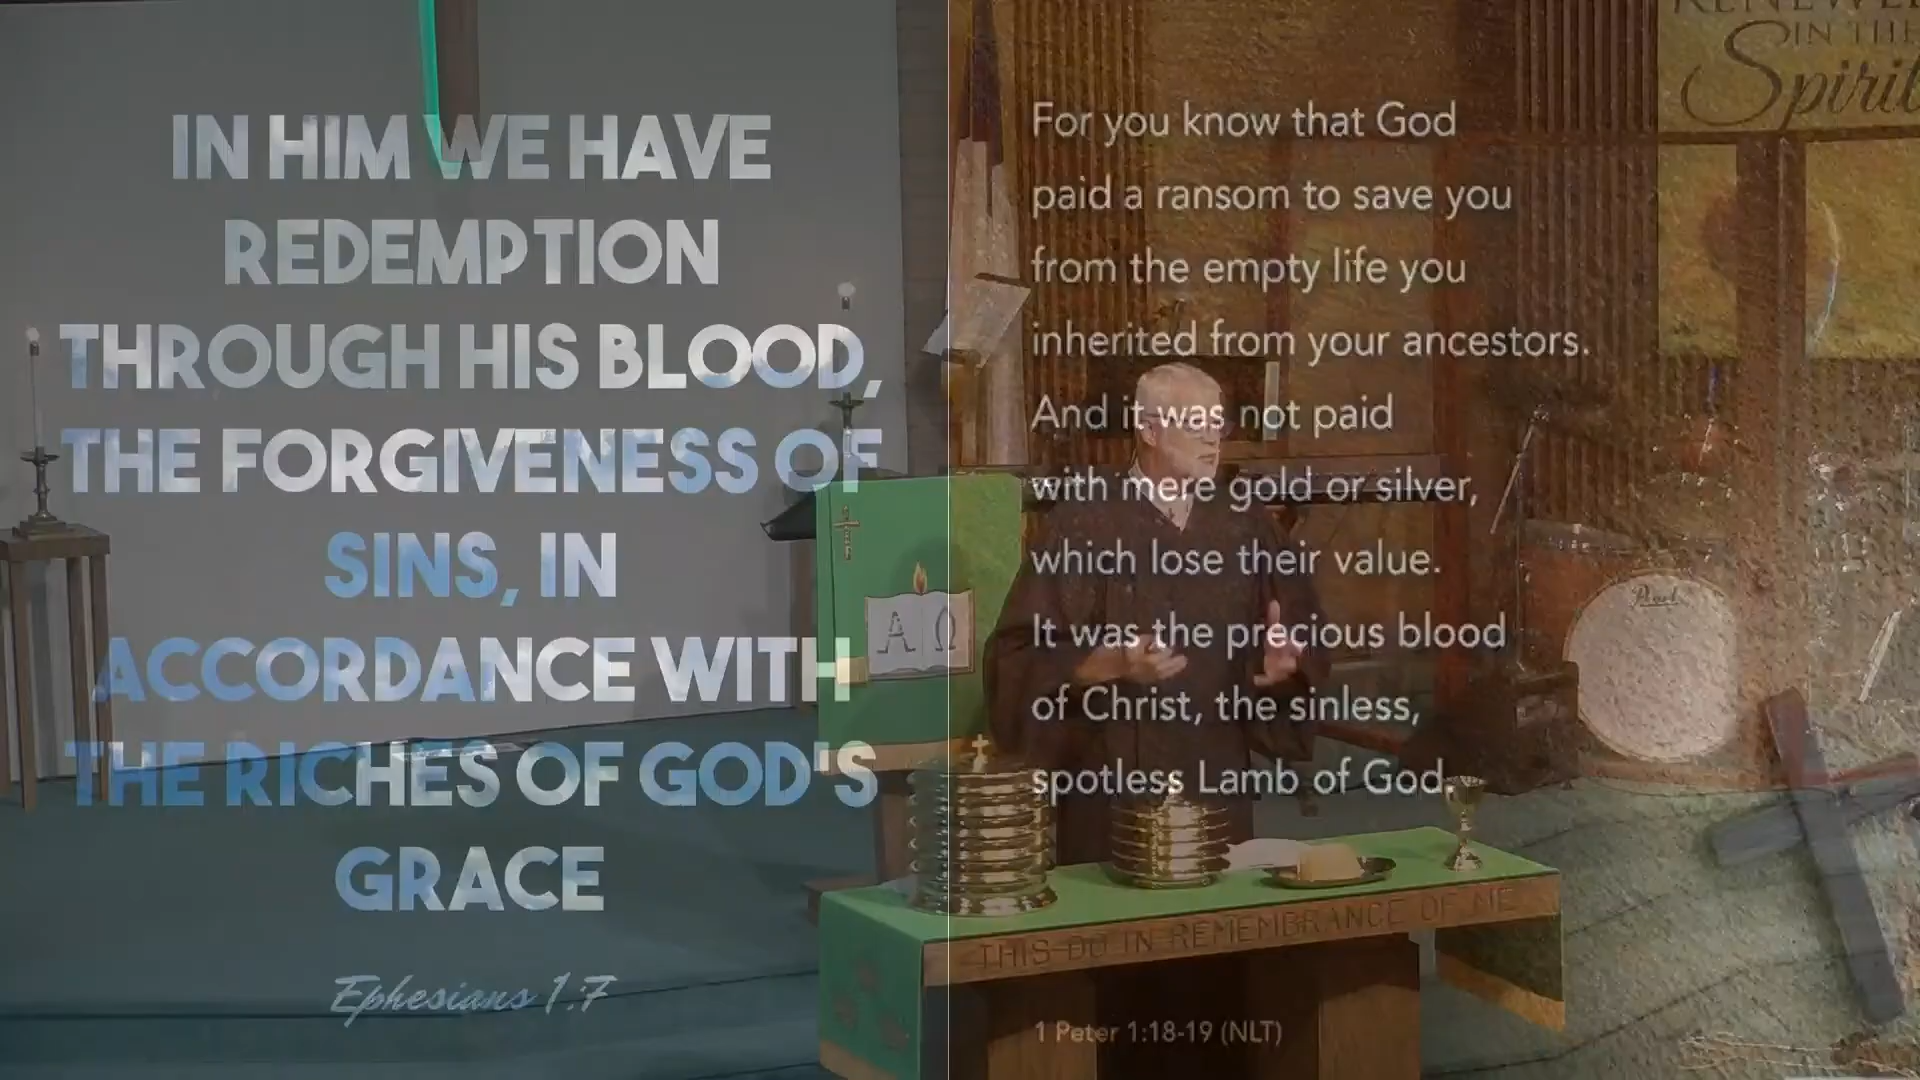 IN HIM WE HAVE
REDEMPTION
THROUGH HIS BLOOD,
THE FORGIVENESS OF
SINS, IN
ACCORDANCE WITH
THE RICHES OF GOD'S
GRACE
Ephesians 1:7
For you know that God
paid a ransom to save you
from the empty life you
inherited from your ancestors.
And it was not paid
with mere gold or silver,
which lose their value.
It was the precious blood
of Christ, the sinless,
spotless Lamb of God.
1 Peter 1:18-19 (NLT)
RENEWED
IN THE
Spirit
Α Ω
Pearl
THIS DO IN REMEMBRANCE OF ME